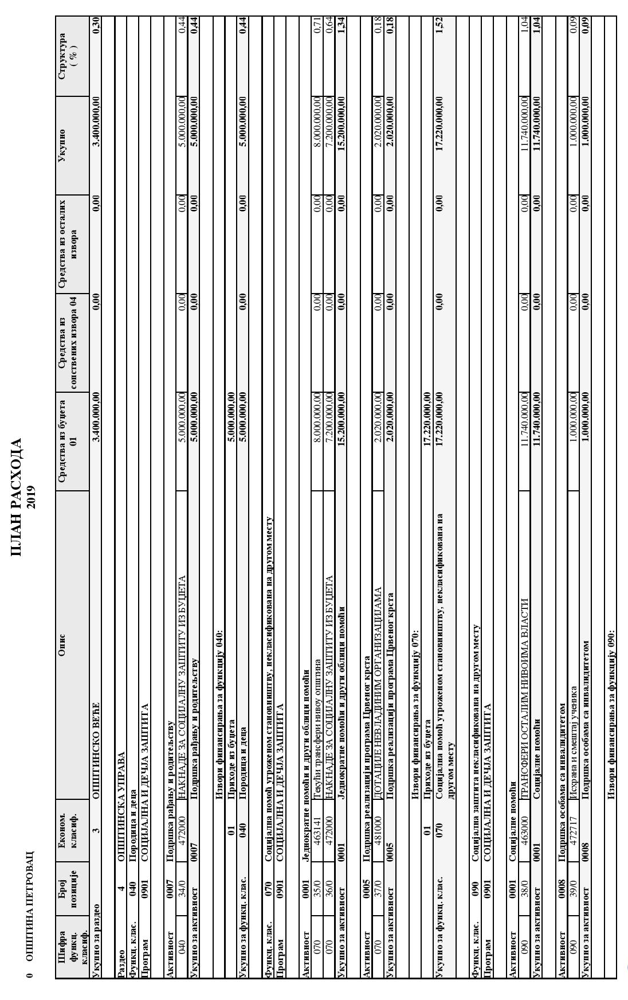 ПЛАН РАСХОДА
2019
0 ОПШТИНА ПЕТРОВАЦ
Шифра функц. класиф. Број позиције Економ. класиф. Опис Средства из буџета 01 Средства из сопствених извора 04 Средства из осталих извора Укупно Структура ( % )
Укупно за раздео 3 ОПШТИНСКО ВЕЋЕ 3.400.000,00 0,00 0,00 3.400.000,00 0,30
Раздео 4 ОПШТИНСКА УПРАВА
Функц. клас. 040 Породица и деца
Програм 0901 СОЦИЈАЛНА И ДЕЧЈА ЗАШТИТА
Активност 0007 Подршка рађању и родитељству
040 34/0 472000 НАКНАДЕ ЗА СОЦИЈАЛНУ ЗАШТИТУ ИЗ БУЏЕТА 5.000.000,00 0,00 0,00 5.000.000,00 0,44
Укупно за активност 0007 Подршка рађању и родитељству 5.000.000,00 0,00 0,00 5.000.000,00 0,44
Извори финансирања за функцију 040:
01 Приходе из буџета 5.000.000,00
Укупно за функц. клас. 040 Породица и деца 5.000.000,00 0,00 0,00 5.000.000,00 0,44
Функц. клас. 070 Социјална помоћ угроженом становништву, некласификована на другом месту
Програм 0901 СОЦИЈАЛНА И ДЕЧЈА ЗАШТИТА
Активност 0001 Једнократне помоћи и други облици помоћи
070 35/0 463141 Текући трансфери нивоу општина 8.000.000,00 0,00 0,00 8.000.000,00 0,71
070 36/0 472000 НАКНАДЕ ЗА СОЦИЈАЛНУ ЗАШТИТУ ИЗ БУЏЕТА 7.200.000,00 0,00 0,00 7.200.000,00 0,64
Укупно за активност 0001 Једнократне помоћи и други облици помоћи 15.200.000,00 0,00 0,00 15.200.000,00 1,34
Активност 0005 Подршка реализацији програма Црвеног крста
070 37/0 481000 ДОТАЦИЈЕ НЕВЛАДИНИМ ОРГАНИЗАЦИЈАМА 2.020.000,00 0,00 0,00 2.020.000,00 0,18
Укупно за активност 0005 Подршка реализацији програма Црвеног крста 2.020.000,00 0,00 0,00 2.020.000,00 0,18
Извори финансирања за функцију 070:
01 Приходе из буџета 17.220.000,00
Укупно за функц. клас. 070 Социјална помоћ угроженом становништву, некласификована на 17.220.000,00 0,00 0,00 17.220.000,00 1,52
другом месту
Функц. клас. 090 Социјална заштита некласификована на другом месту
Програм 0901 СОЦИЈАЛНА И ДЕЧЈА ЗАШТИТА
Активност 0001 Социјалне помоћи
090 38/0 463000 ТРАНСФЕРИ ОСТАЛИМ НИВОИМА ВЛАСТИ 11.740.000,00 0,00 0,00 11.740.000,00 1,04
Укупно за активност 0001 Социјалне помоћи 11.740.000,00 0,00 0,00 11.740.000,00 1,04
Активност 0008 Подршка особама са инвалидитетом
090 39/0 472717 Исхрана и смештај ученика 1.000.000,00 0,00 0,00 1.000.000,00 0,09
Укупно за активност 0008 Подршка особама са инвалидитетом 1.000.000,00 0,00 0,00 1.000.000,00 0,09
Извори финансирања за функцију 090: